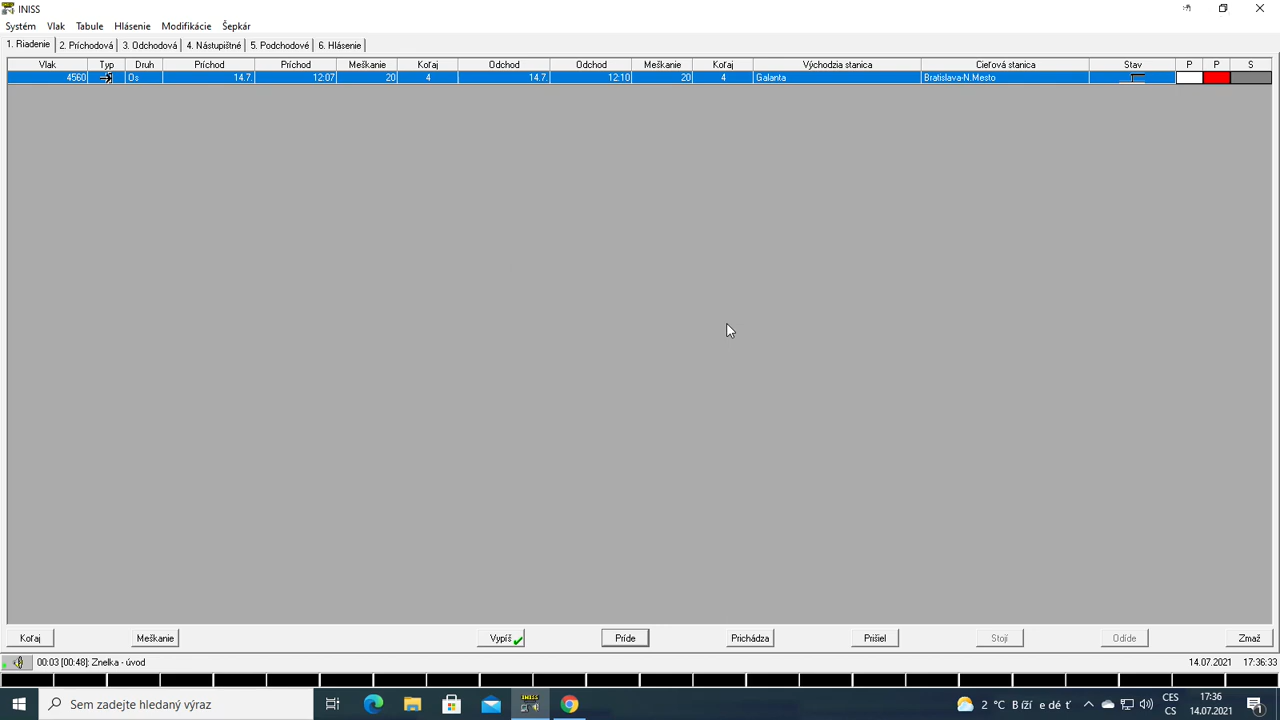 INISS
Systém Vlak Tabule Hlásenie Modifikácie Šepkár
1. Riadenie 2. Príchodová 3. Odchodová 4. Nástupištné 5. Podchodové 6. Hlásenie
Vlak Typ Druh Príchod Príchod Meškanie Koľaj Odchod Odchod Meškanie Koľaj Východzia stanica Cieľová stanica Stav P P S
4560 Os 14.7. 12:07 20 4 14.7. 12:10 20 4 Galanta Bratislava-N.Mesto
Koľaj Meškanie Vypíš Príde Prichádza Prišiel Stojí Odíde Zmaž
00:03 [00:48]: Znelka - úvod 14.07.2021 17:36:33
Sem zadejte hledaný výraz 2 °C CES 17:36
CS 14.07.2021 1